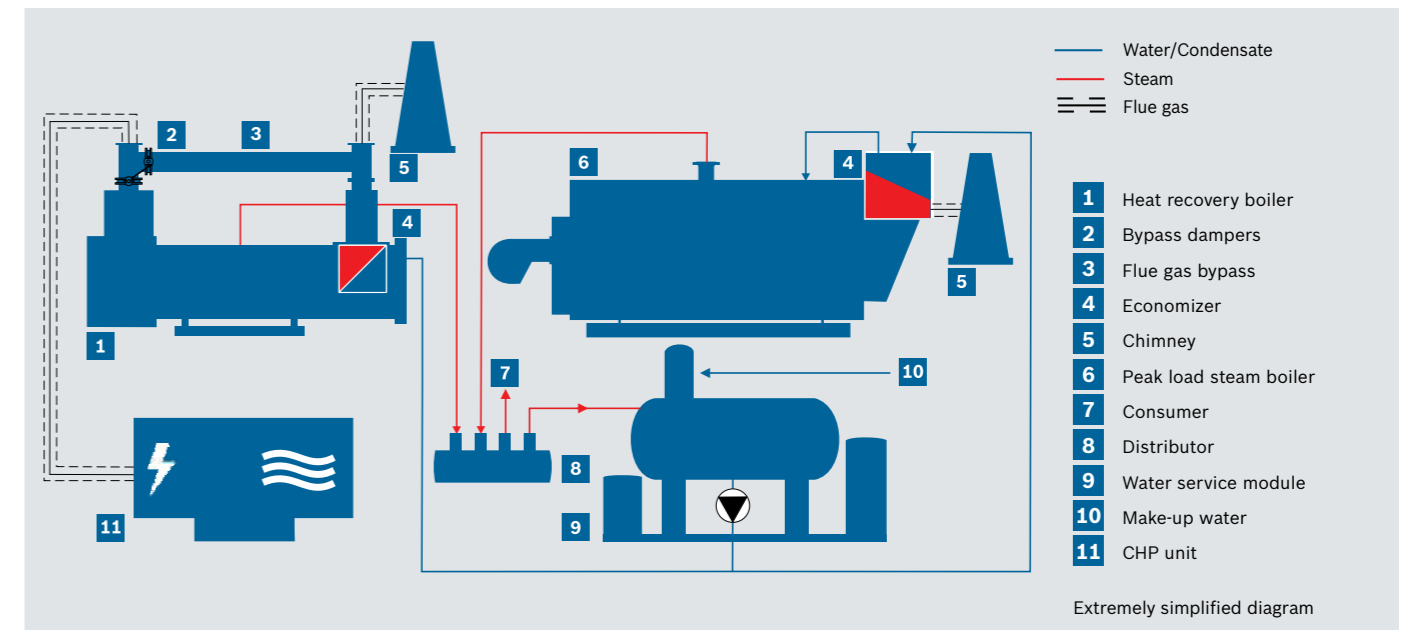 Water/Condensate
Steam
Flue gas
2
3
5
6
4
4
5
1
7
10
8
9
11
1 Heat recovery boiler
2 Bypass dampers
3 Flue gas bypass
4 Economizer
5 Chimney
6 Peak load steam boiler
7 Consumer
8 Distributor
9 Water service module
10 Make-up water
11 CHP unit
Extremely simplified diagram